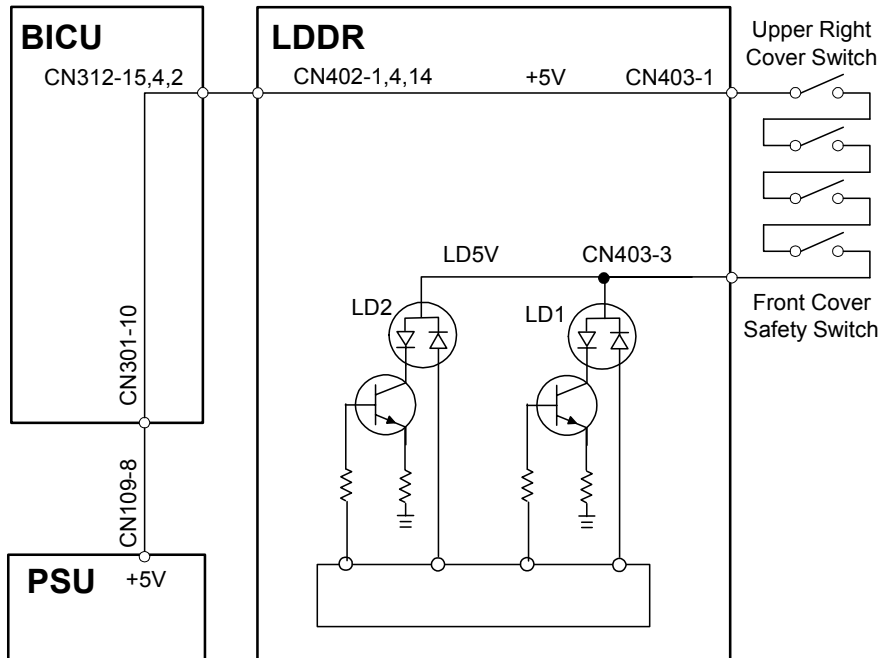 BICU
LDDR
Upper Right
Cover Switch
CN312-15,4,2
CN402-1,4,14
+5V
CN403-1
LD5V
CN403-3
LD2
LD1
Front Cover
Safety Switch
CN301-10
CN109-8
PSU
+5V